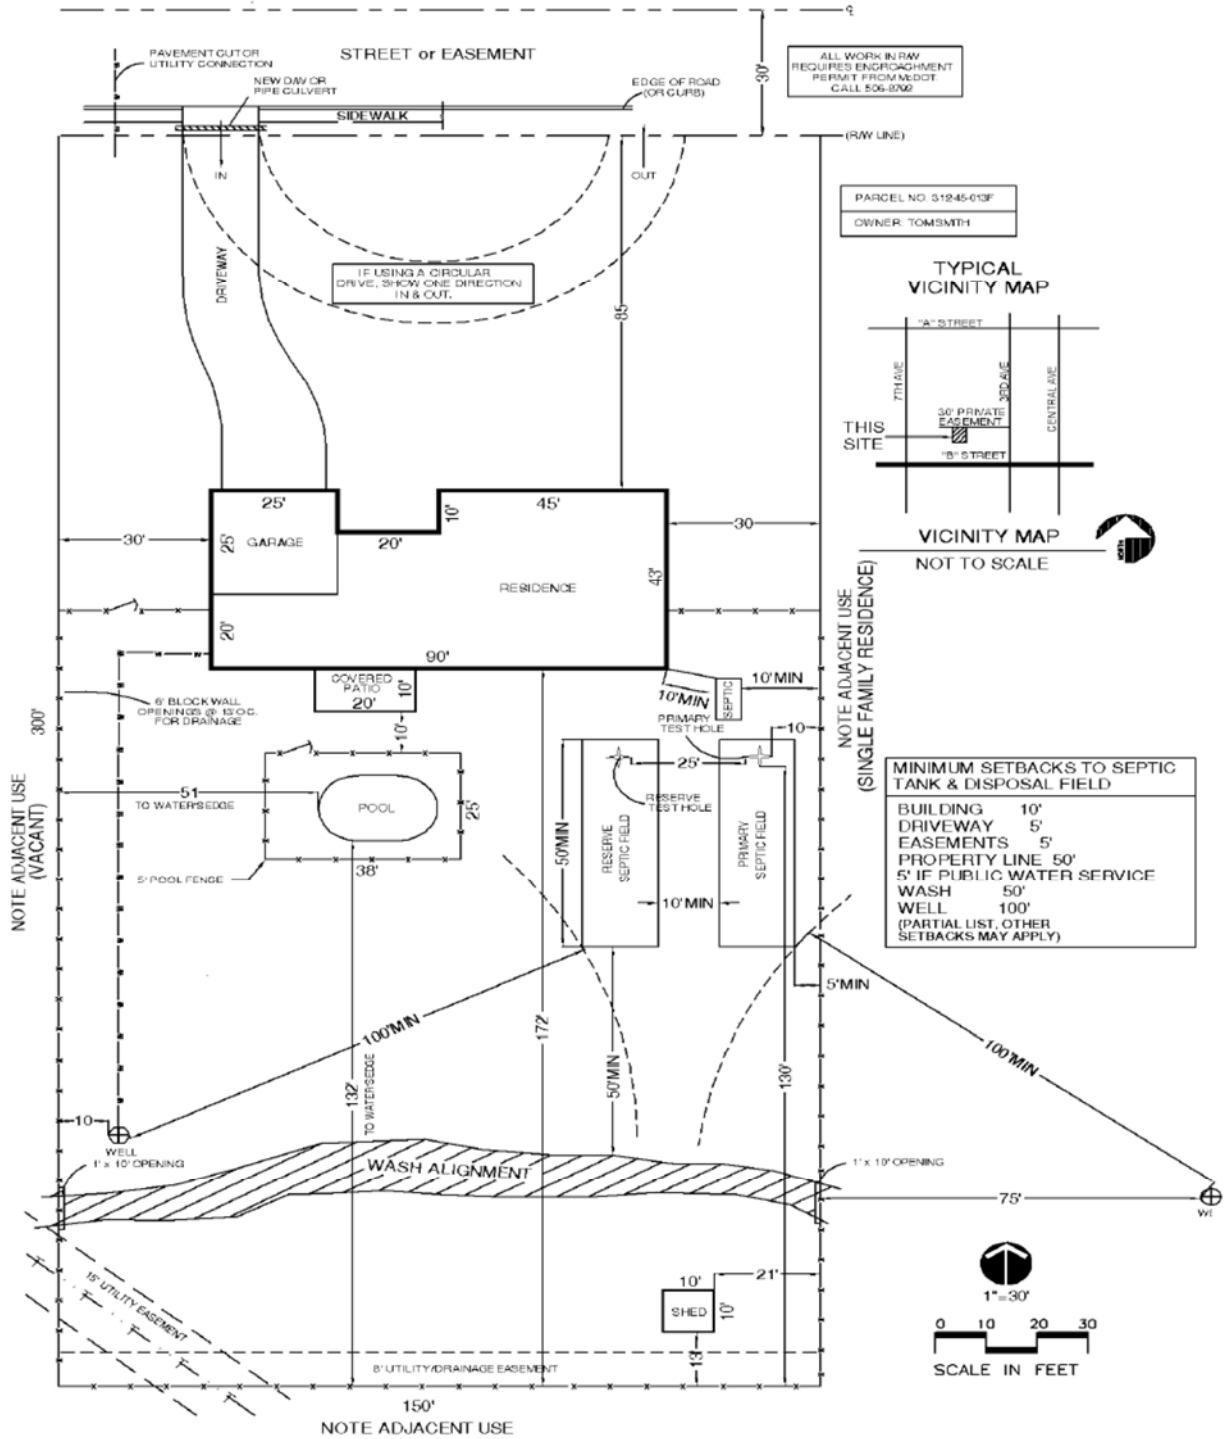 PAVEMENT CUT OR
UTILITY CONNECTION
STREET or EASEMENT
NEW D/W OR
PIPE CULVERT
EDGE OF ROAD
(OR CURB)
SIDEWALK
30'
ALL WORK IN R/W
REQUIRES ENCROACHMENT
PERMIT FROM McDOT.
(R/W LINE)
IN
OUT
PARCEL NO. 312-45-013F
OWNER: TOM SMITH
DRIVEWAY
IF USING A CIRCULAR
DRIVE, SHOW ONE DIRECTION
IN & OUT.
85'
TYPICAL
VICINITY MAP
"A" STREET
7TH AVE
3RD AVE
CENTRAL AVE
30' PRIVATE
EASEMENT
THIS
SITE
"B" STREET
VICINITY MAP
NOT TO SCALE
NORTH
25'
10'
45'
30'
25'
GARAGE
20'
30
RESIDENCE
43'
20'
90'
COVERED
PATIO
20'
10'
10'
10'MIN
SEPTIC
10'MIN
6' BLOCK WALL
OPENINGS @ 13' O.C.
FOR DRAINAGE
PRIMARY
TEST HOLE
10
25'
RESERVE
TEST HOLE
NOTE ADJACENT USE
(SINGLE FAMILY RESIDENCE)
300'
NOTE ADJACENT USE
(VACANT)
51
TO WATER'S EDGE
POOL
25'
38'
5' POOL FENCE
50'MIN
RESERVE
SEPTIC FIELD
PRIMARY
SEPTIC FIELD
10'MIN
MINIMUM SETBACKS TO SEPTIC
TANK & DISPOSAL FIELD
BUILDING 10'
DRIVEWAY 5'
EASEMENTS 5'
PROPERTY LINE 50'
5' IF PUBLIC WATER SERVICE
WASH 50'
WELL 100'
(PARTIAL LIST, OTHER
SETBACKS MAY APPLY)
5'MIN
100'MIN
100'MIN
172'
50'MIN
130'
132'
TO WATER'S EDGE
10
WELL
1' x 10' OPENING
WASH ALIGNMENT
1' x 10' OPENING
75'
WE
15' UTILITY EASEMENT
10'
21'
SHED
10'
13'
8' UTILITY/DRAINAGE EASEMENT
1"=30'
0 10 20 30
SCALE IN FEET
150'
NOTE ADJACENT USE